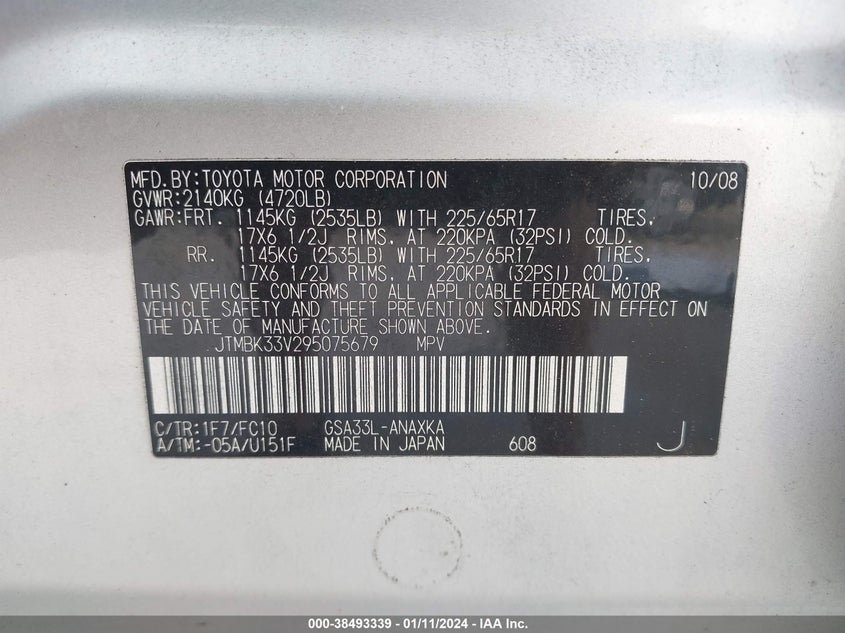 MFD.BY:TOYOTA MOTOR CORPORATION 10/08
GVWR:2140KG (4720LB)
GAWR:FRT. 1145KG (2535LB) WITH 225/65R17 TIRES,
17X6 1/2J RIMS, AT 220KPA (32PSI) COLD.
RR. 1145KG (2535LB) WITH 225/65R17 TIRES,
17X6 1/2J RIMS, AT 220KPA (32PSI) COLD.
THIS VEHICLE CONFORMS TO ALL APPLICABLE FEDERAL MOTOR
VEHICLE SAFETY AND THEFT PREVENTION STANDARDS IN EFFECT ON
THE DATE OF MANUFACTURE SHOWN ABOVE.
JTMBK33V295075679 MPV
C/TR:1F7/FC10 GSA33L-ANAXKA
A/TM:-05A/U151F MADE IN JAPAN 608 J
000-38493339 - 01/11/2024 - IAA Inc.